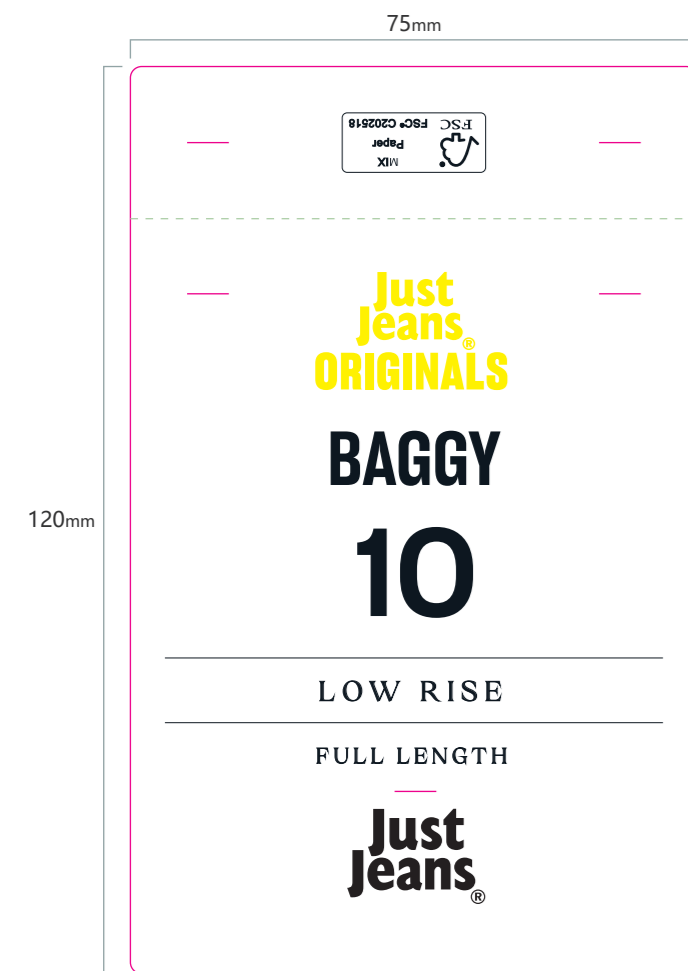 75mm
FSC
MIX
Paper
FSC® C202518
Just
Jeans®
ORIGINALS
BAGGY
120mm
10
LOW RISE
FULL LENGTH
Just
Jeans®